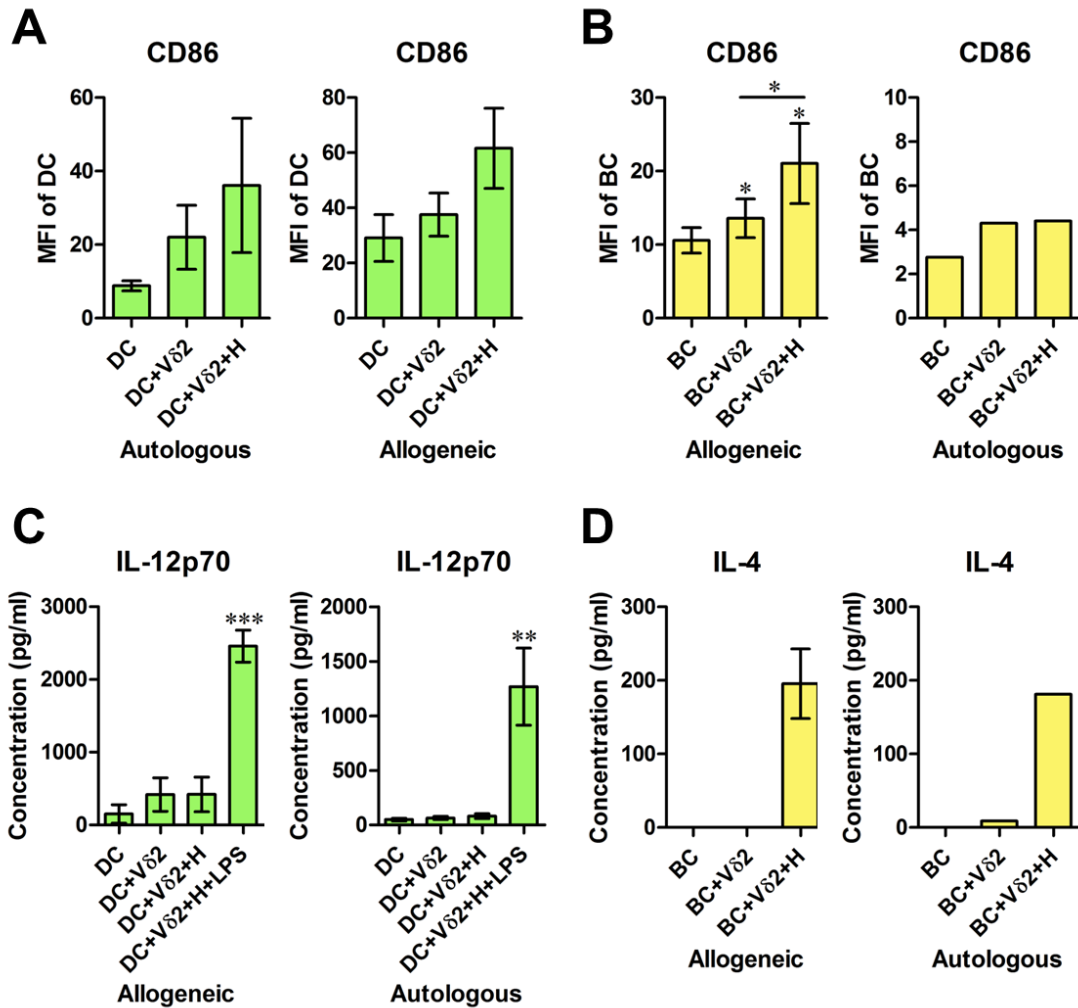 A
CD86
MFI of DC
60
40
20
0
DC
DC+Vδ2
DC+Vδ2+H
Autologous
CD86
MFI of DC
80
60
40
20
0
DC
DC+Vδ2
DC+Vδ2+H
Allogeneic
B
CD86
MFI of BC
30
20
10
0
*
*
*
BC
BC+Vδ2
BC+Vδ2+H
Allogeneic
CD86
MFI of BC
10
8
6
4
2
0
BC
BC+Vδ2
BC+Vδ2+H
Autologous
C
IL-12p70
Concentration (pg/ml)
3000
2000
1000
0
***
DC
DC+Vδ2
DC+Vδ2+H
DC+Vδ2+H+LPS
Allogeneic
IL-12p70
Concentration (pg/ml)
2000
1500
1000
500
0
**
DC
DC+Vδ2
DC+Vδ2+H
DC+Vδ2+H+LPS
Autologous
D
IL-4
Concentration (pg/ml)
300
200
100
0
BC
BC+Vδ2
BC+Vδ2+H
Allogeneic
IL-4
Concentration (pg/ml)
300
200
100
0
BC
BC+Vδ2
BC+Vδ2+H
Autologous